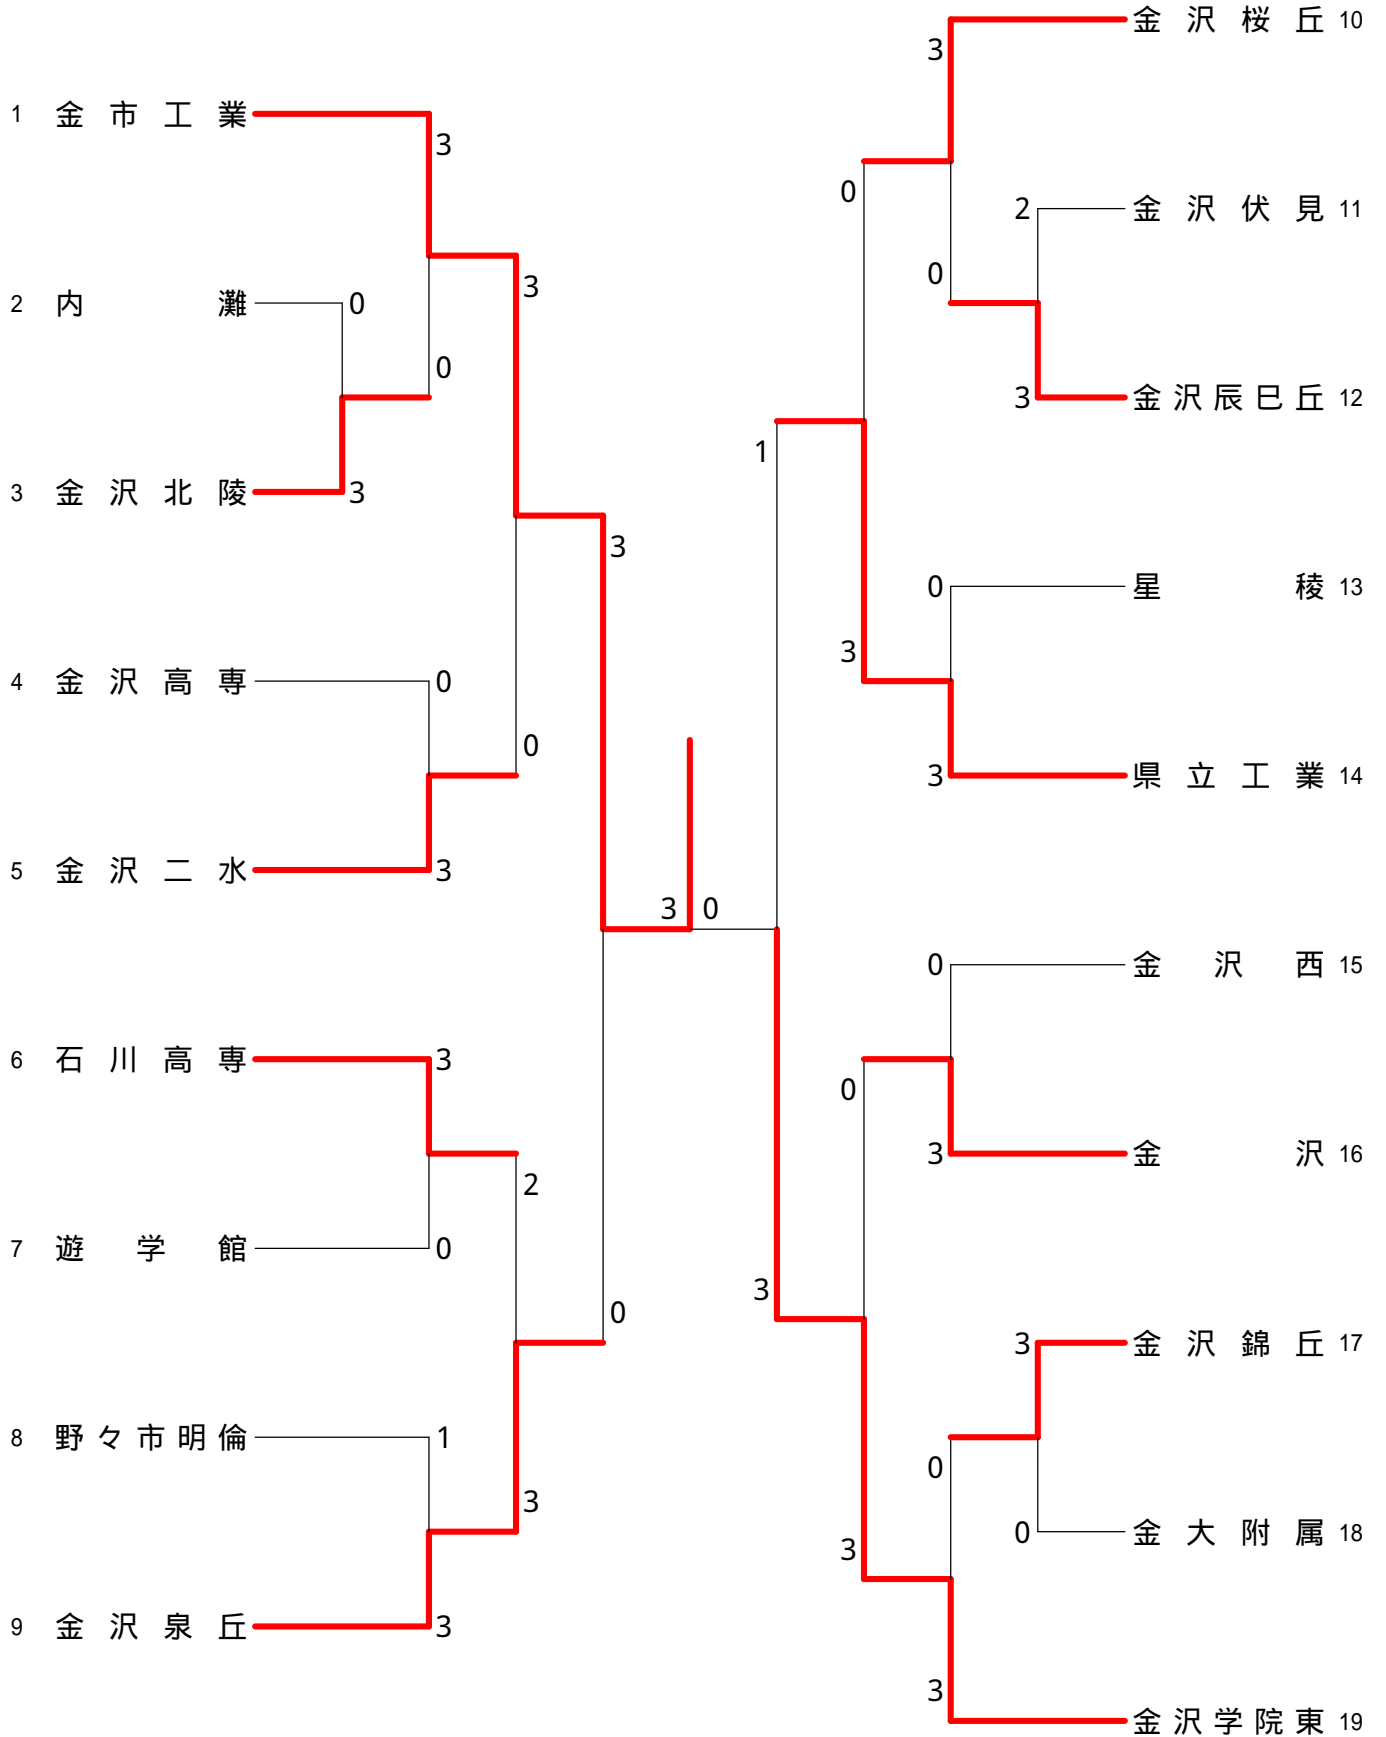 1 金市工業
3
3
2 内灘
0
0
3 金沢北陵
3
3
4 金沢高専
0
0
5 金沢二水
3
3 0
6 石川高専
3
2
7 遊学館
0
0
8 野々市明倫
1
3
9 金沢泉丘
3
3
金沢桜丘 10
0
2
金沢伏見 11
0
3
金沢辰巳丘 12
1
0
星稜 13
3
3
県立工業 14
0
金沢西 15
0
3
金沢 16
3
3
金沢錦丘 17
0
0
金大附属 18
3
3
金沢学院東 19